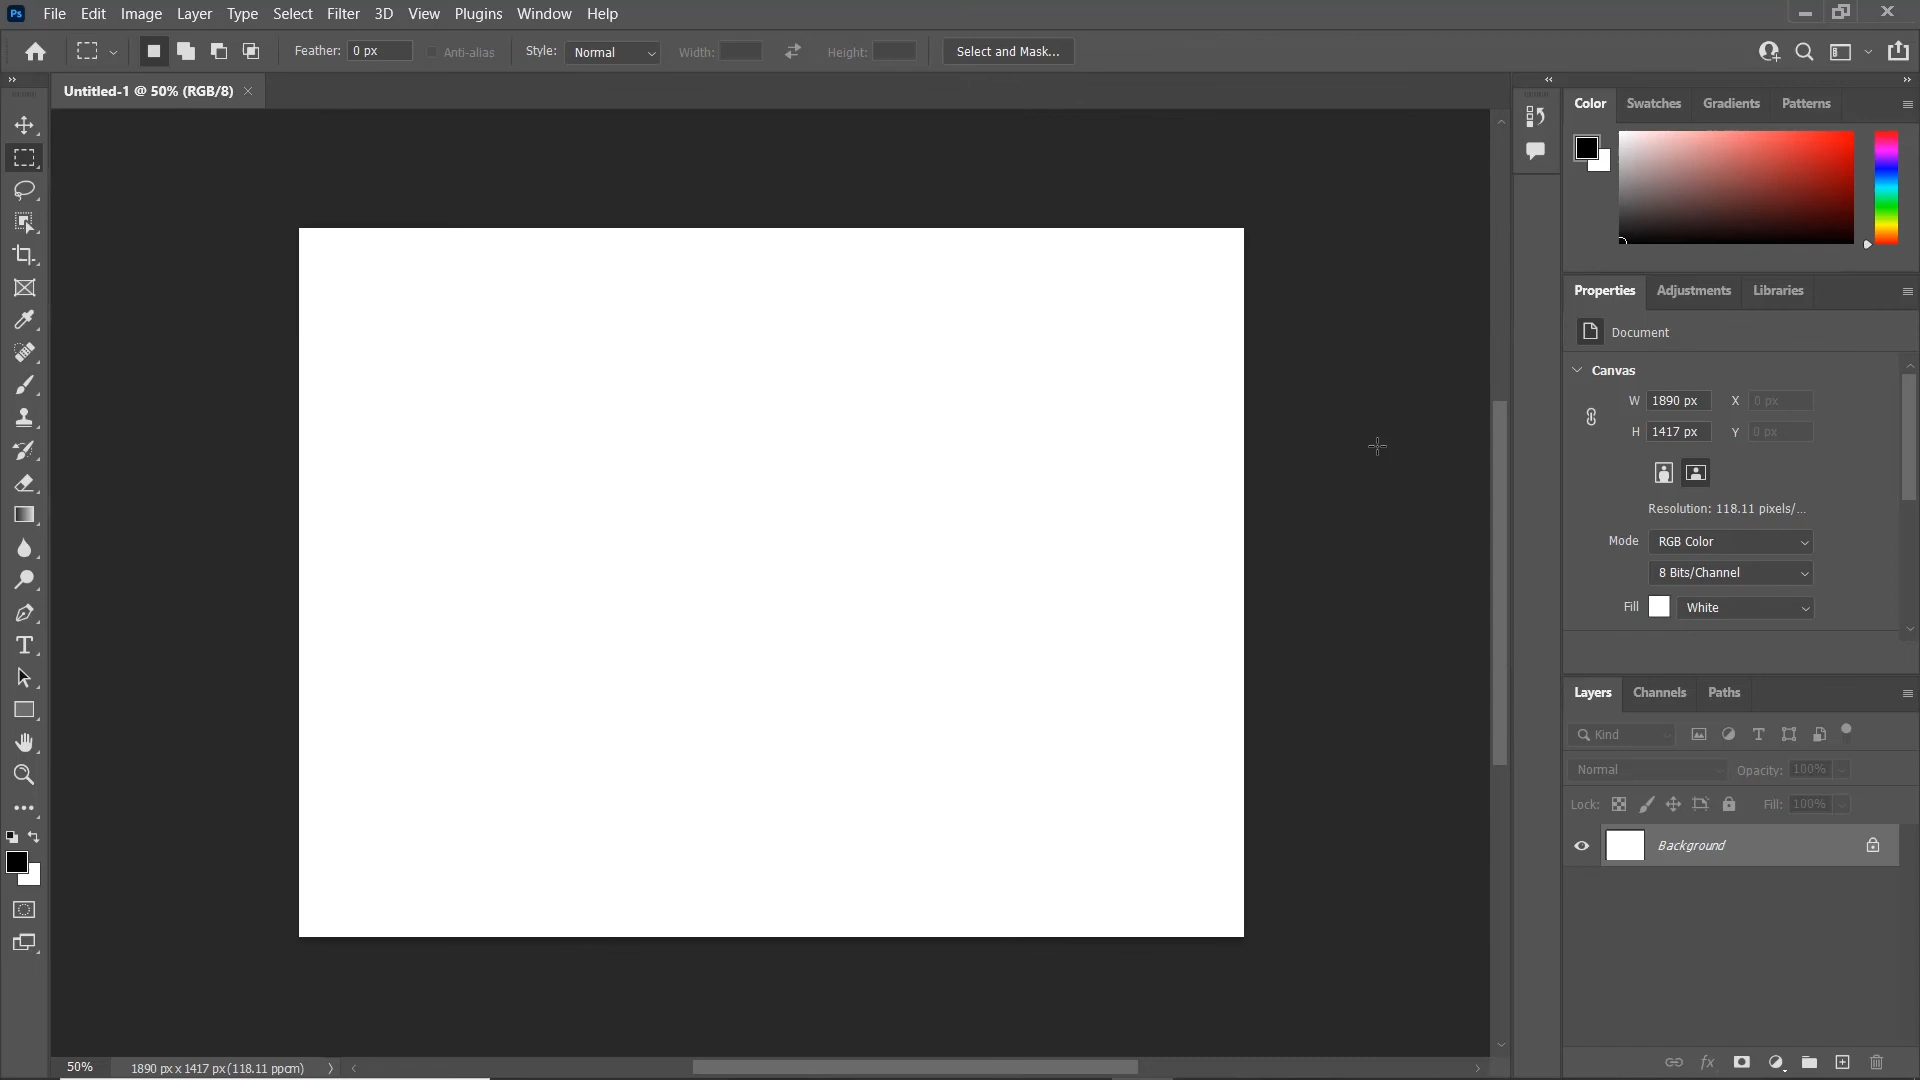 Ps File Edit Image Layer Type Select Filter 3D View Plugins Window Help
Feather: 0 px Anti-alias Style: Normal Width: Height: Select and Mask...
Untitled-1 @ 50% (RGB/8)
Color Swatches Gradients Patterns
Properties Adjustments Libraries
Document
Canvas
W 1890 px X 0 px
H 1417 px Y 0 px
Resolution: 118.11 pixels/...
Mode RGB Color
8 Bits/Channel
Fill White
Layers Channels Paths
Kind
Normal Opacity: 100%
Lock: Fill: 100%
Background
50% 1890 px x 1417 px (118.11 ppcm)